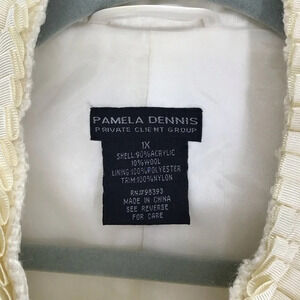 PAMELA DENNIS
PRIVATE CLIENT GROUP
1X
SHELL:90%ACRYLIC
10%WOOL
LINING:100%POLYESTER
TRIM:100%NYLON
RN#98393
MADE IN CHINA
SEE REVERSE
FOR CARE